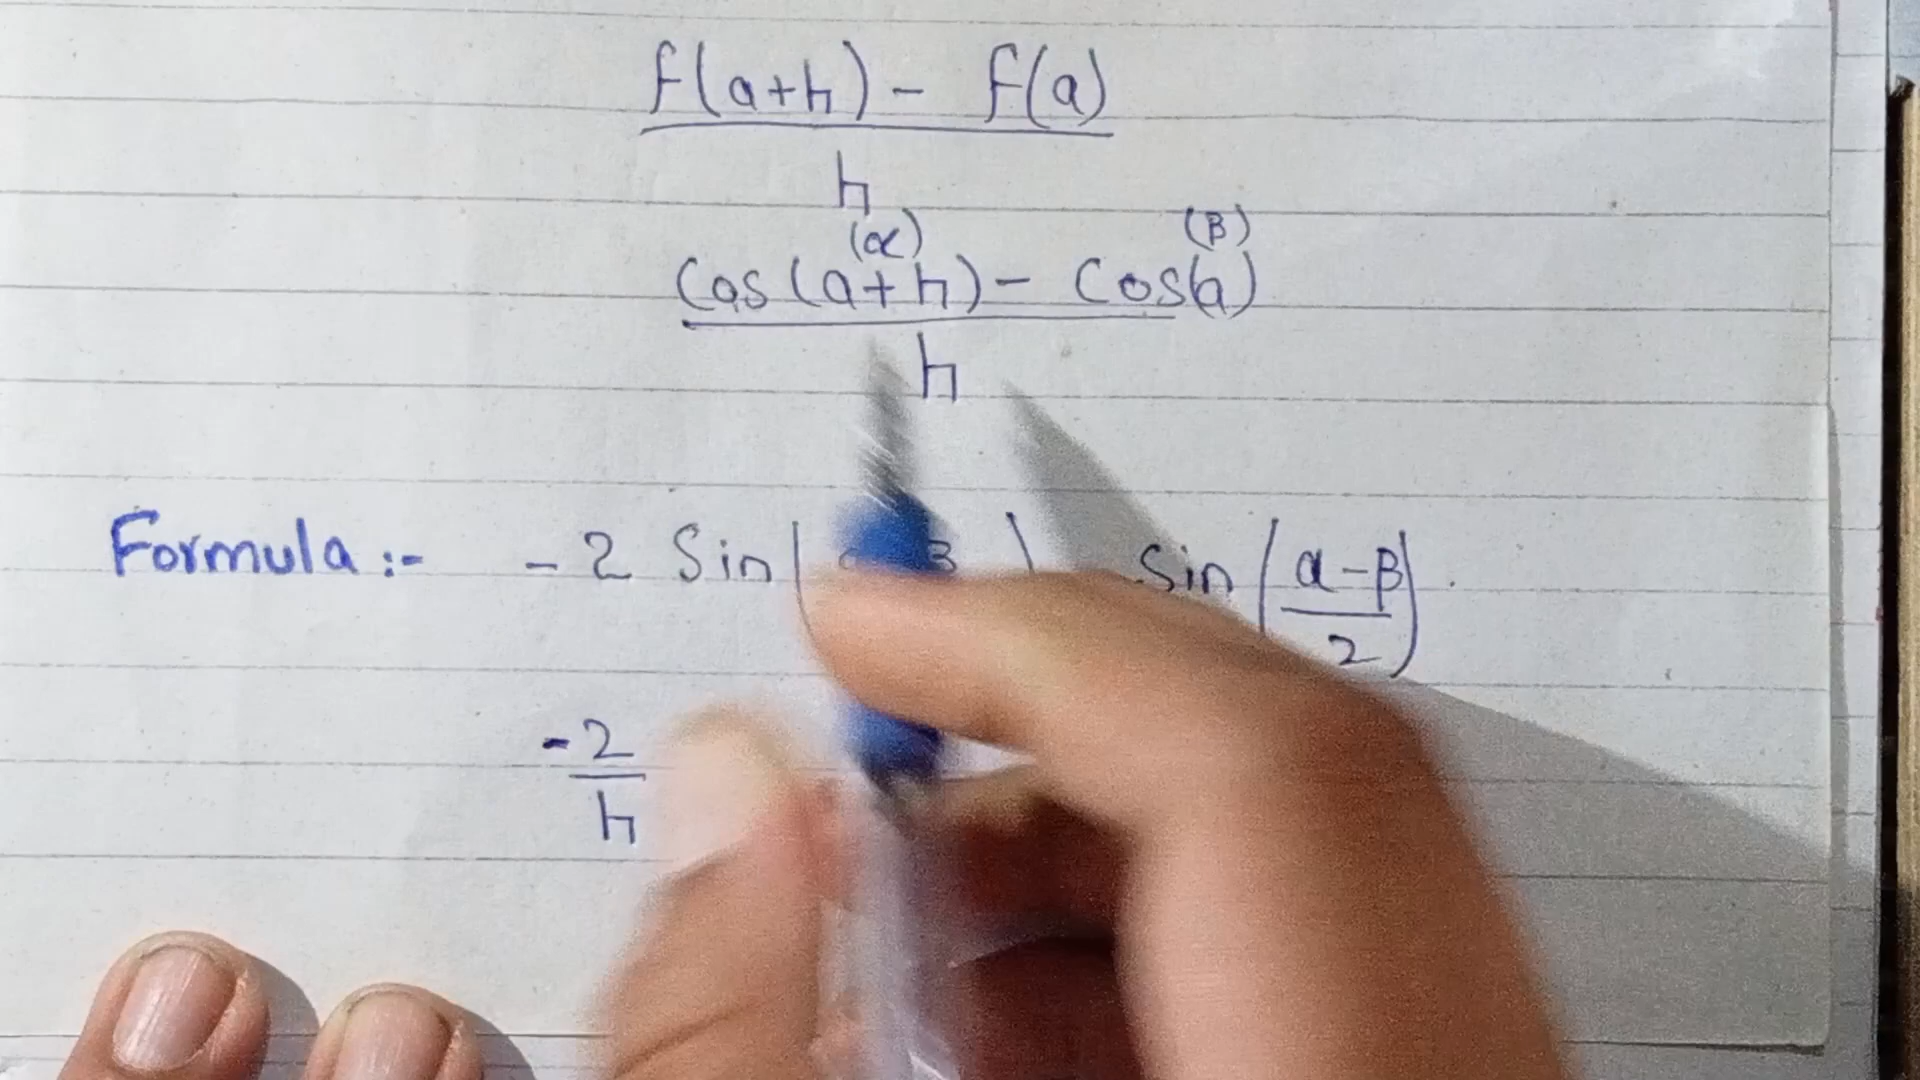 f(a+h) - f(a)
h
(α) (β)
Cos(a+h) - Cos(a)
h
Formula :- -2 Sin( β ) Sin(α-β)
2
-2
h